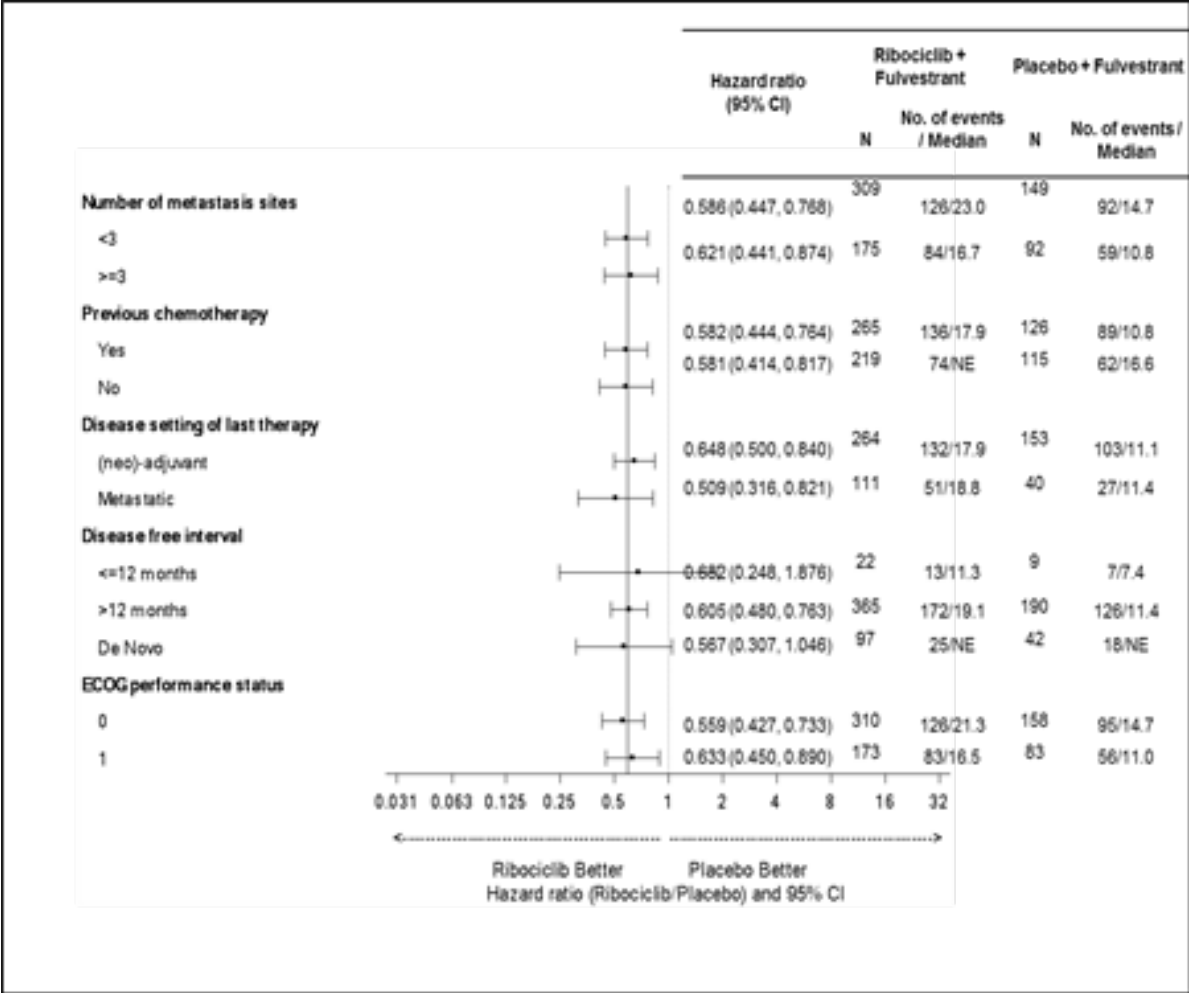 Hazard ratio (95% CI) Ribociclib + Fulvestrant Placebo + Fulvestrant
N No. of events / Median N No. of events / Median
Number of metastasis sites
<3 0.586 (0.447, 0.768) 309 126/23.0 149 92/14.7
>=3 0.621 (0.441, 0.874) 175 84/16.7 92 59/10.8
Previous chemotherapy
Yes 0.582 (0.444, 0.764) 265 136/17.9 126 89/10.8
No 0.581 (0.414, 0.817) 219 74/NE 115 62/16.6
Disease setting of last therapy
(neo)-adjuvant 0.648 (0.500, 0.840) 264 132/17.9 153 103/11.1
Metastatic 0.509 (0.316, 0.821) 111 51/18.8 40 27/11.4
Disease free interval
<=12 months 0.682 (0.248, 1.876) 22 13/11.3 9 7/7.4
>12 months 0.605 (0.480, 0.763) 365 172/19.1 190 126/11.4
De Novo 0.567 (0.307, 1.046) 97 25/NE 42 18/NE
ECOG performance status
0 0.559 (0.427, 0.733) 310 126/21.3 158 95/14.7
1 0.633 (0.450, 0.890) 173 83/16.5 83 56/11.0
0.031 0.063 0.125 0.25 0.5 1 2 4 8 16 32
Ribociclib Better Placebo Better
Hazard ratio (Ribociclib/Placebo) and 95% CI